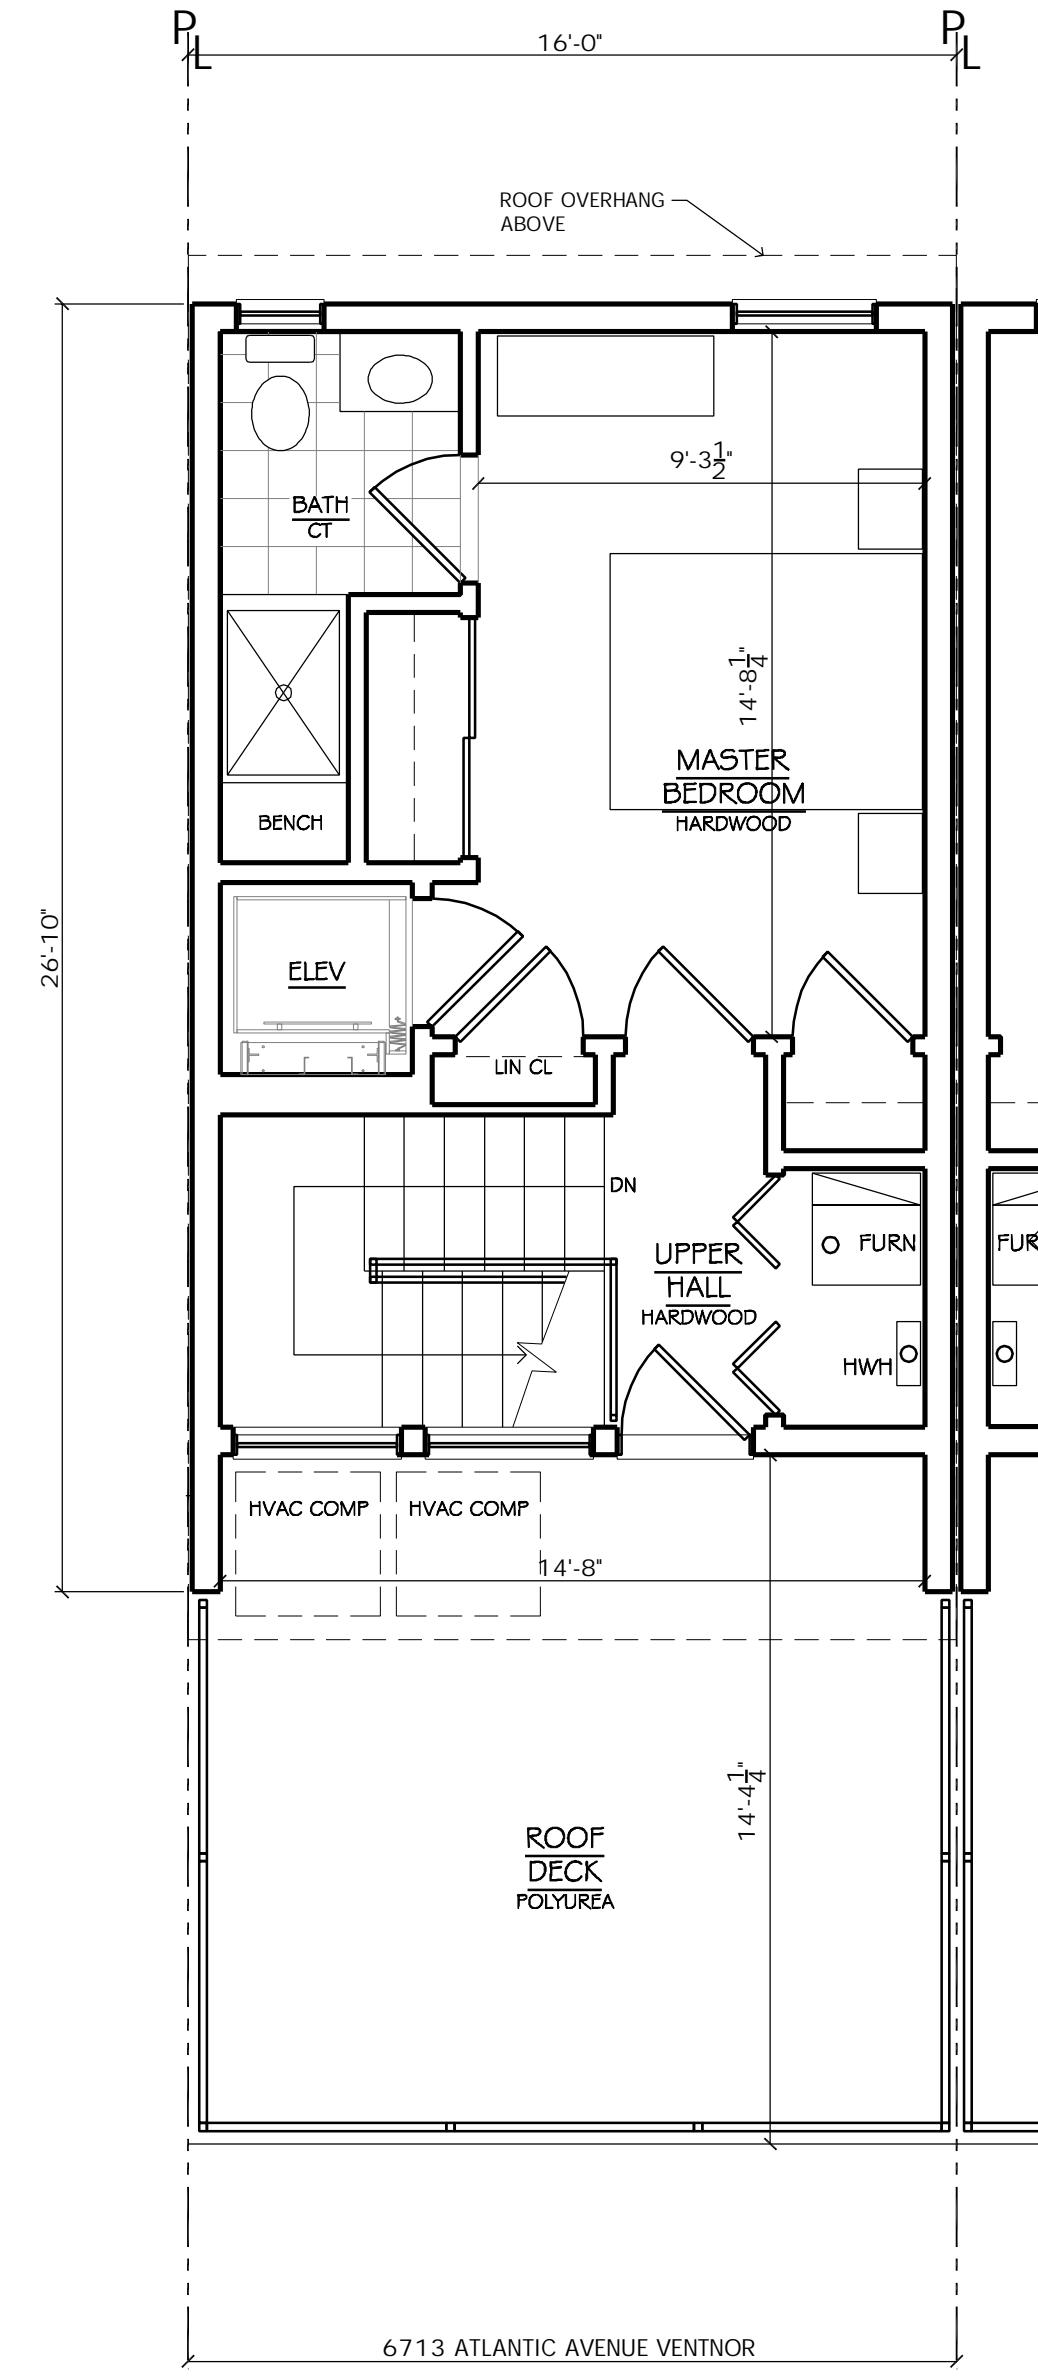 PL
PL
16'-0"
ROOF OVERHANG
ABOVE
9'-3 1/2"
BATH
CT
14'-8 1/4"
MASTER
BEDROOM
HARDWOOD
BENCH
26'-10"
ELEV
LIN CL
DN
UPPER
HALL
HARDWOOD
FURN
FUR
HWH
HVAC COMP
HVAC COMP
14'-8"
14'-4 1/4"
ROOF
DECK
POLYUREA
6713 ATLANTIC AVENUE VENTNOR